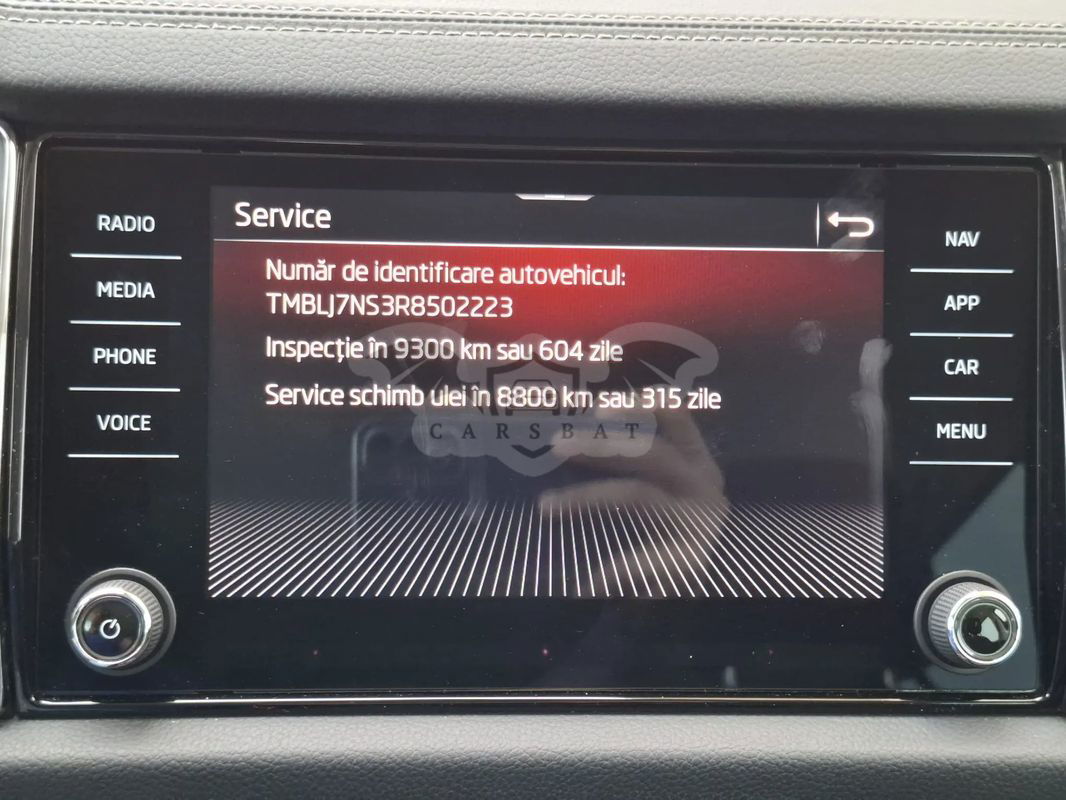 Service
RADIO
MEDIA
PHONE
VOICE
Număr de identificare autovehicul:
TMBLJ7NS3R8502223
Inspecție în 9300 km sau 604 zile
Service schimb ulei în 8800 km sau 315 zile
CARSBAT
NAV
APP
CAR
MENU